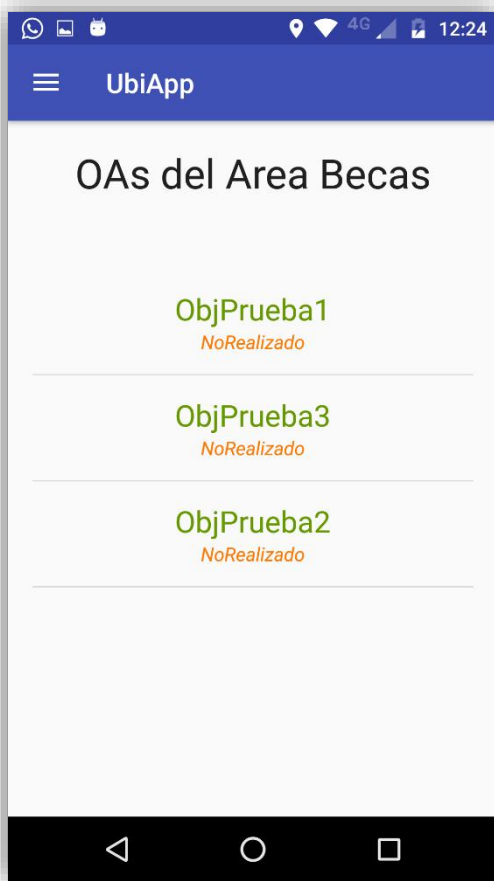 4G 12:24
UbiApp
OAs del Area Becas
ObjPrueba1
NoRealizado
ObjPrueba3
NoRealizado
ObjPrueba2
NoRealizado